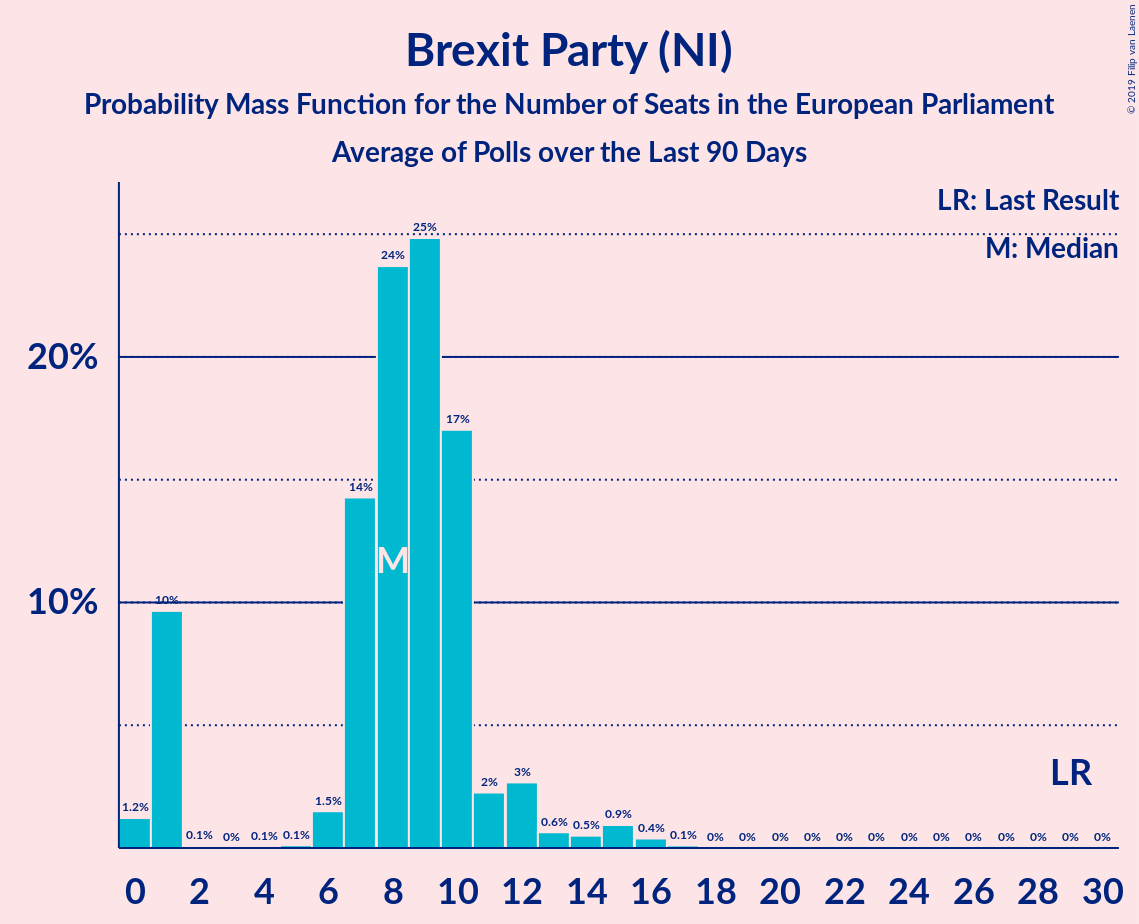 © 2019 Filip van Laenen
Brexit Party (NI)
Probability Mass Function for the Number of Seats in the European Parliament
Average of Polls over the Last 90 Days
LR: Last Result
M: Median
20%
10%
1.2% 10% 0.1% 0% 0.1% 0.1% 1.5% 14% 24% 25% 17% 2% 3% 0.6% 0.5% 0.9% 0.4% 0.1% 0% 0% 0% 0% 0% 0% 0% 0% 0% 0% 0% 0% 0%
M
LR
0 2 4 6 8 10 12 14 16 18 20 22 24 26 28 30